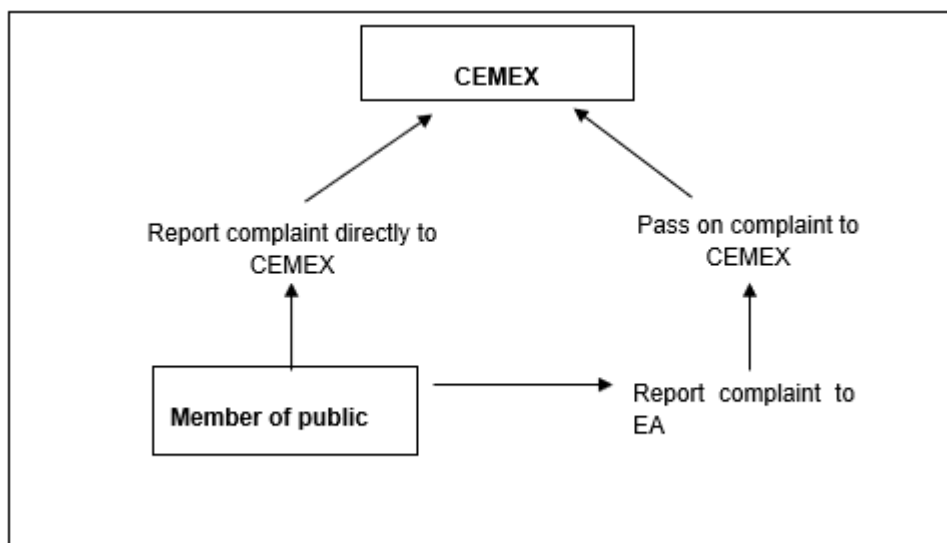 CEMEX
Report complaint directly to
CEMEX
Pass on complaint to
CEMEX
Member of public
Report complaint to
EA